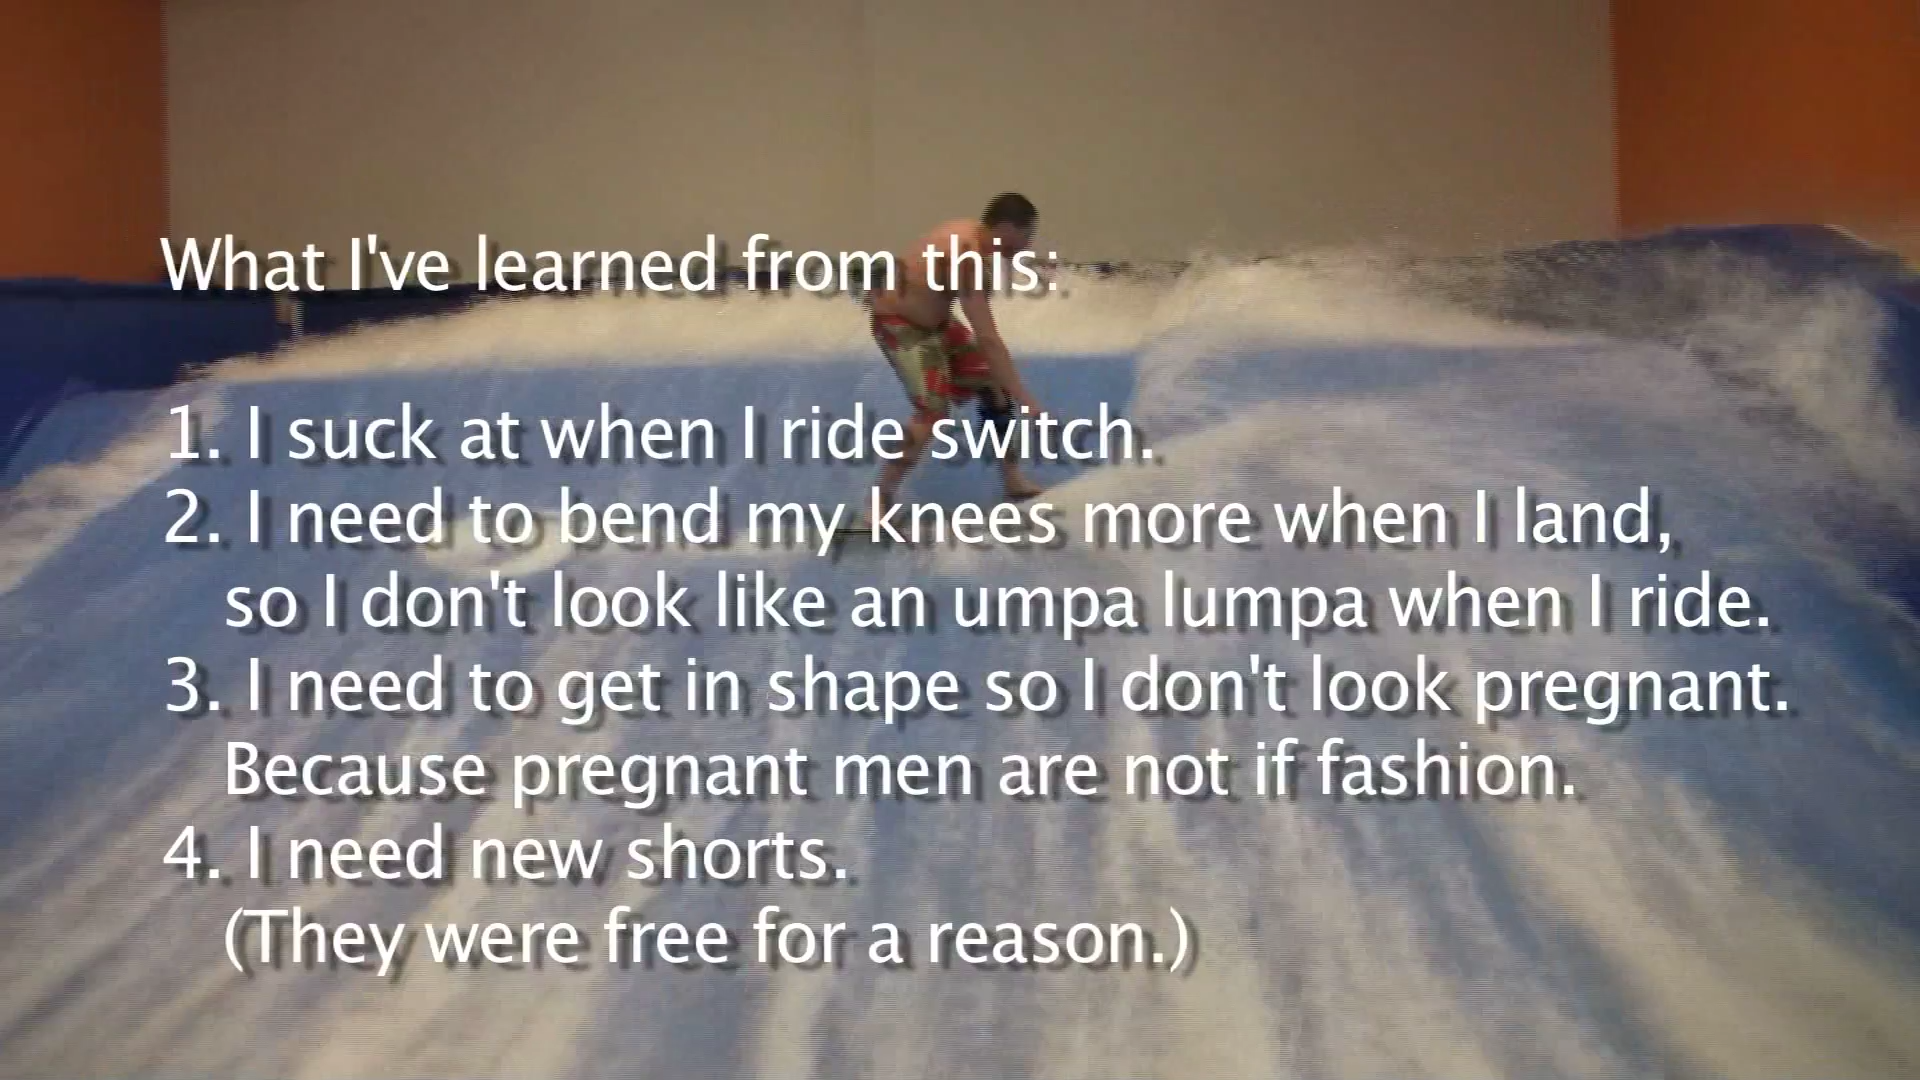 What I've learned from this:
1. I suck at when I ride switch.
2. I need to bend my knees more when I land,
so I don't look like an umpa lumpa when I ride.
3. I need to get in shape so I don't look pregnant.
Because pregnant men are not if fashion.
4. I need new shorts.
(They were free for a reason.)